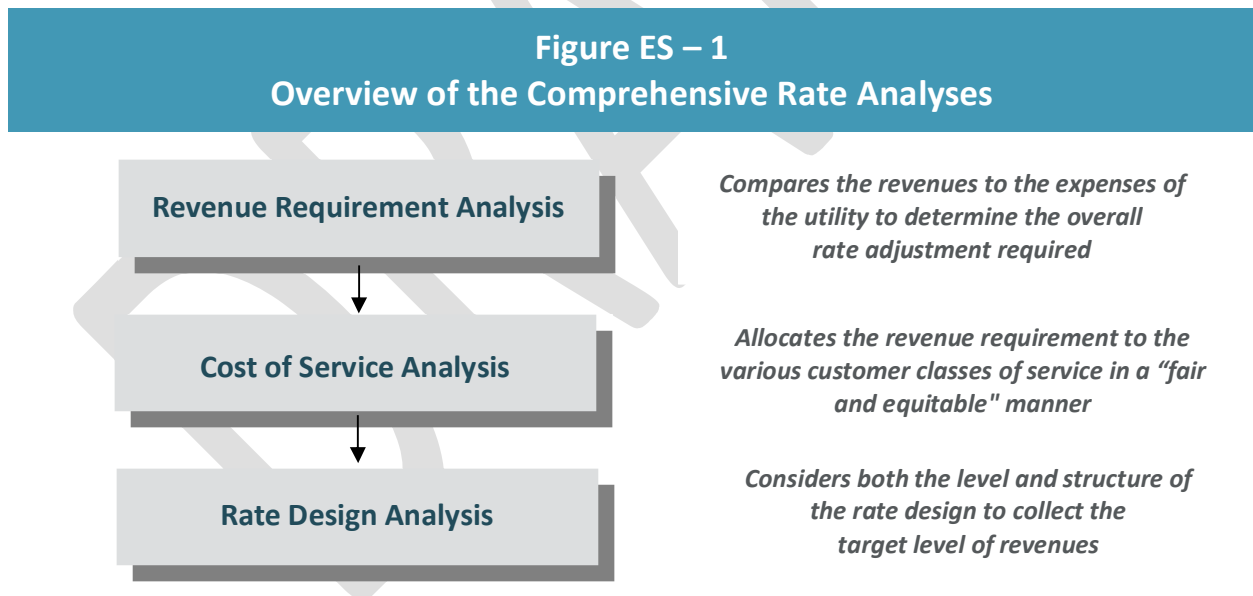 Figure ES – 1
Overview of the Comprehensive Rate Analyses
Revenue Requirement Analysis
Compares the revenues to the expenses of
the utility to determine the overall
rate adjustment required
Cost of Service Analysis
Allocates the revenue requirement to the
various customer classes of service in a “fair
and equitable" manner
Rate Design Analysis
Considers both the level and structure of
the rate design to collect the
target level of revenues